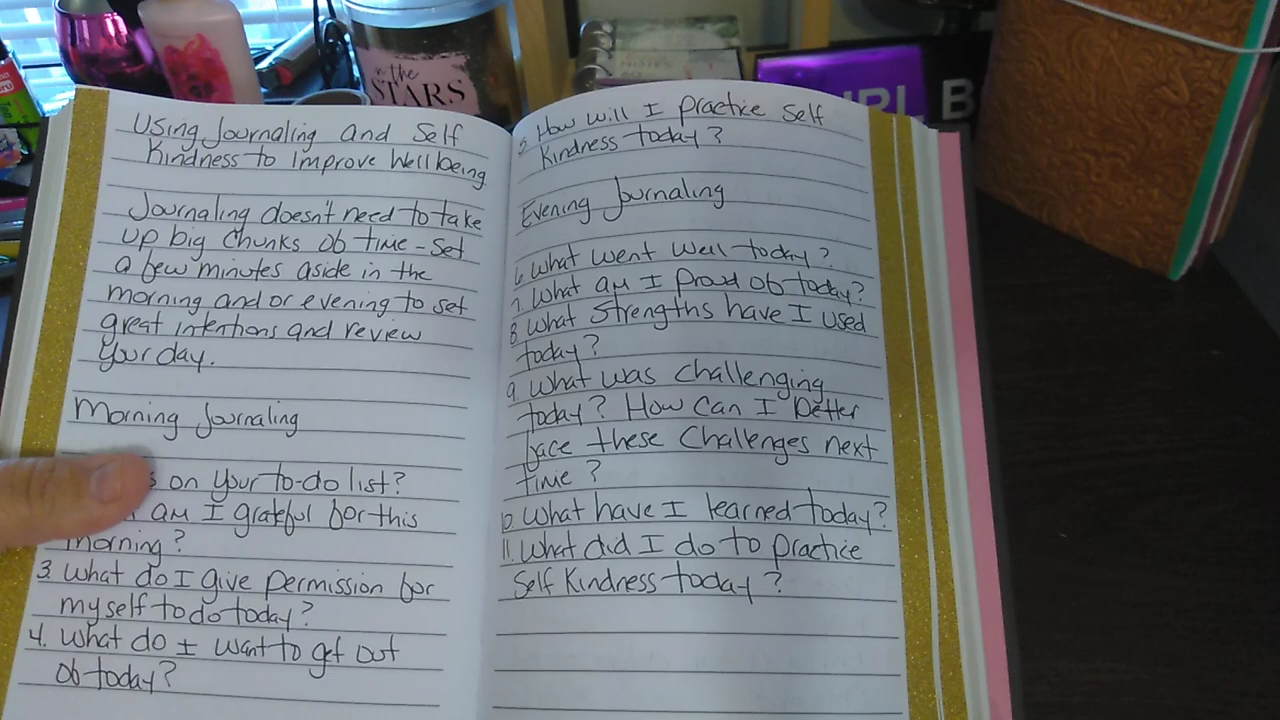 in the
STARS
B
Using Journaling and Self
Kindness to Improve Wellbeing
Journaling doesn't need to take
up big chunks of time - Set
a few minutes aside in the
morning and or evening to set
great intentions and review
your day.
Morning Journaling
on your to-do list?
am I grateful for this
morning?
3. What do I give permission for
myself to do today?
4. What do I want to get out
of today?
5. How will I practice Self
Kindness today?
Evening Journaling
6. What went well today?
7. What am I Proud of today?
8. What Strengths have I used
today?
9. What was challenging
today? How Can I better
face these Challenges next
time?
10. What have I learned today?
11. What did I do to practice
Self Kindness today?